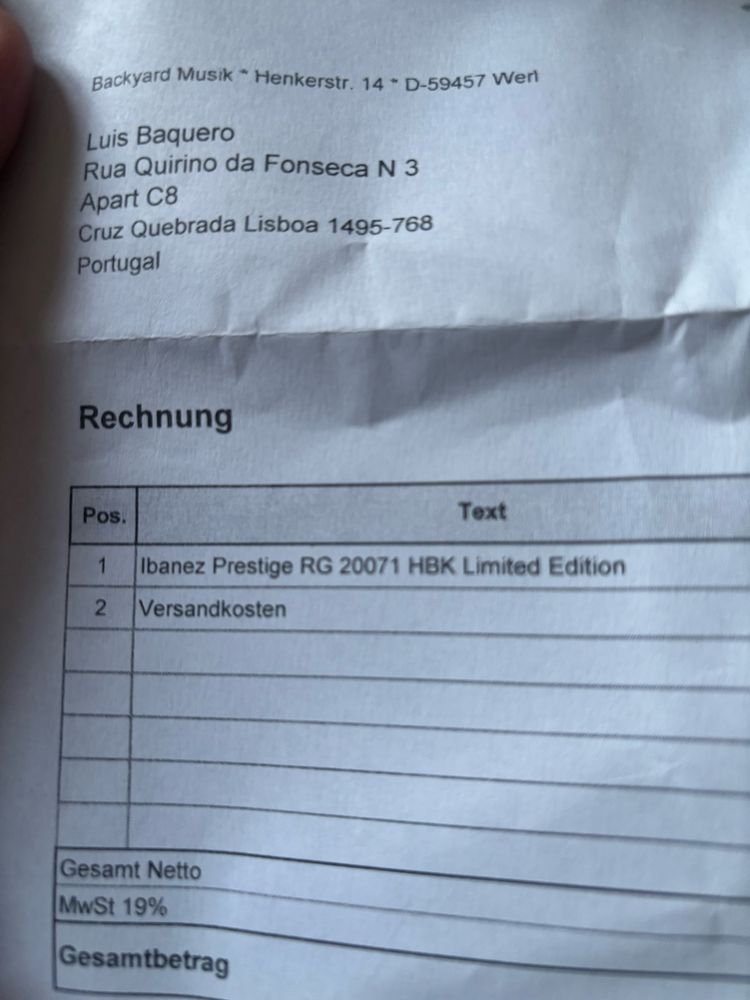 Backyard Musik * Henkerstr. 14 * D-59457 Werl
Luis Baquero
Rua Quirino da Fonseca N 3
Apart C8
Cruz Quebrada Lisboa 1495-768
Portugal
Rechnung
Pos. Text
1 Ibanez Prestige RG 20071 HBK Limited Edition
2 Versandkosten
Gesamt Netto
MwSt 19%
Gesamtbetrag